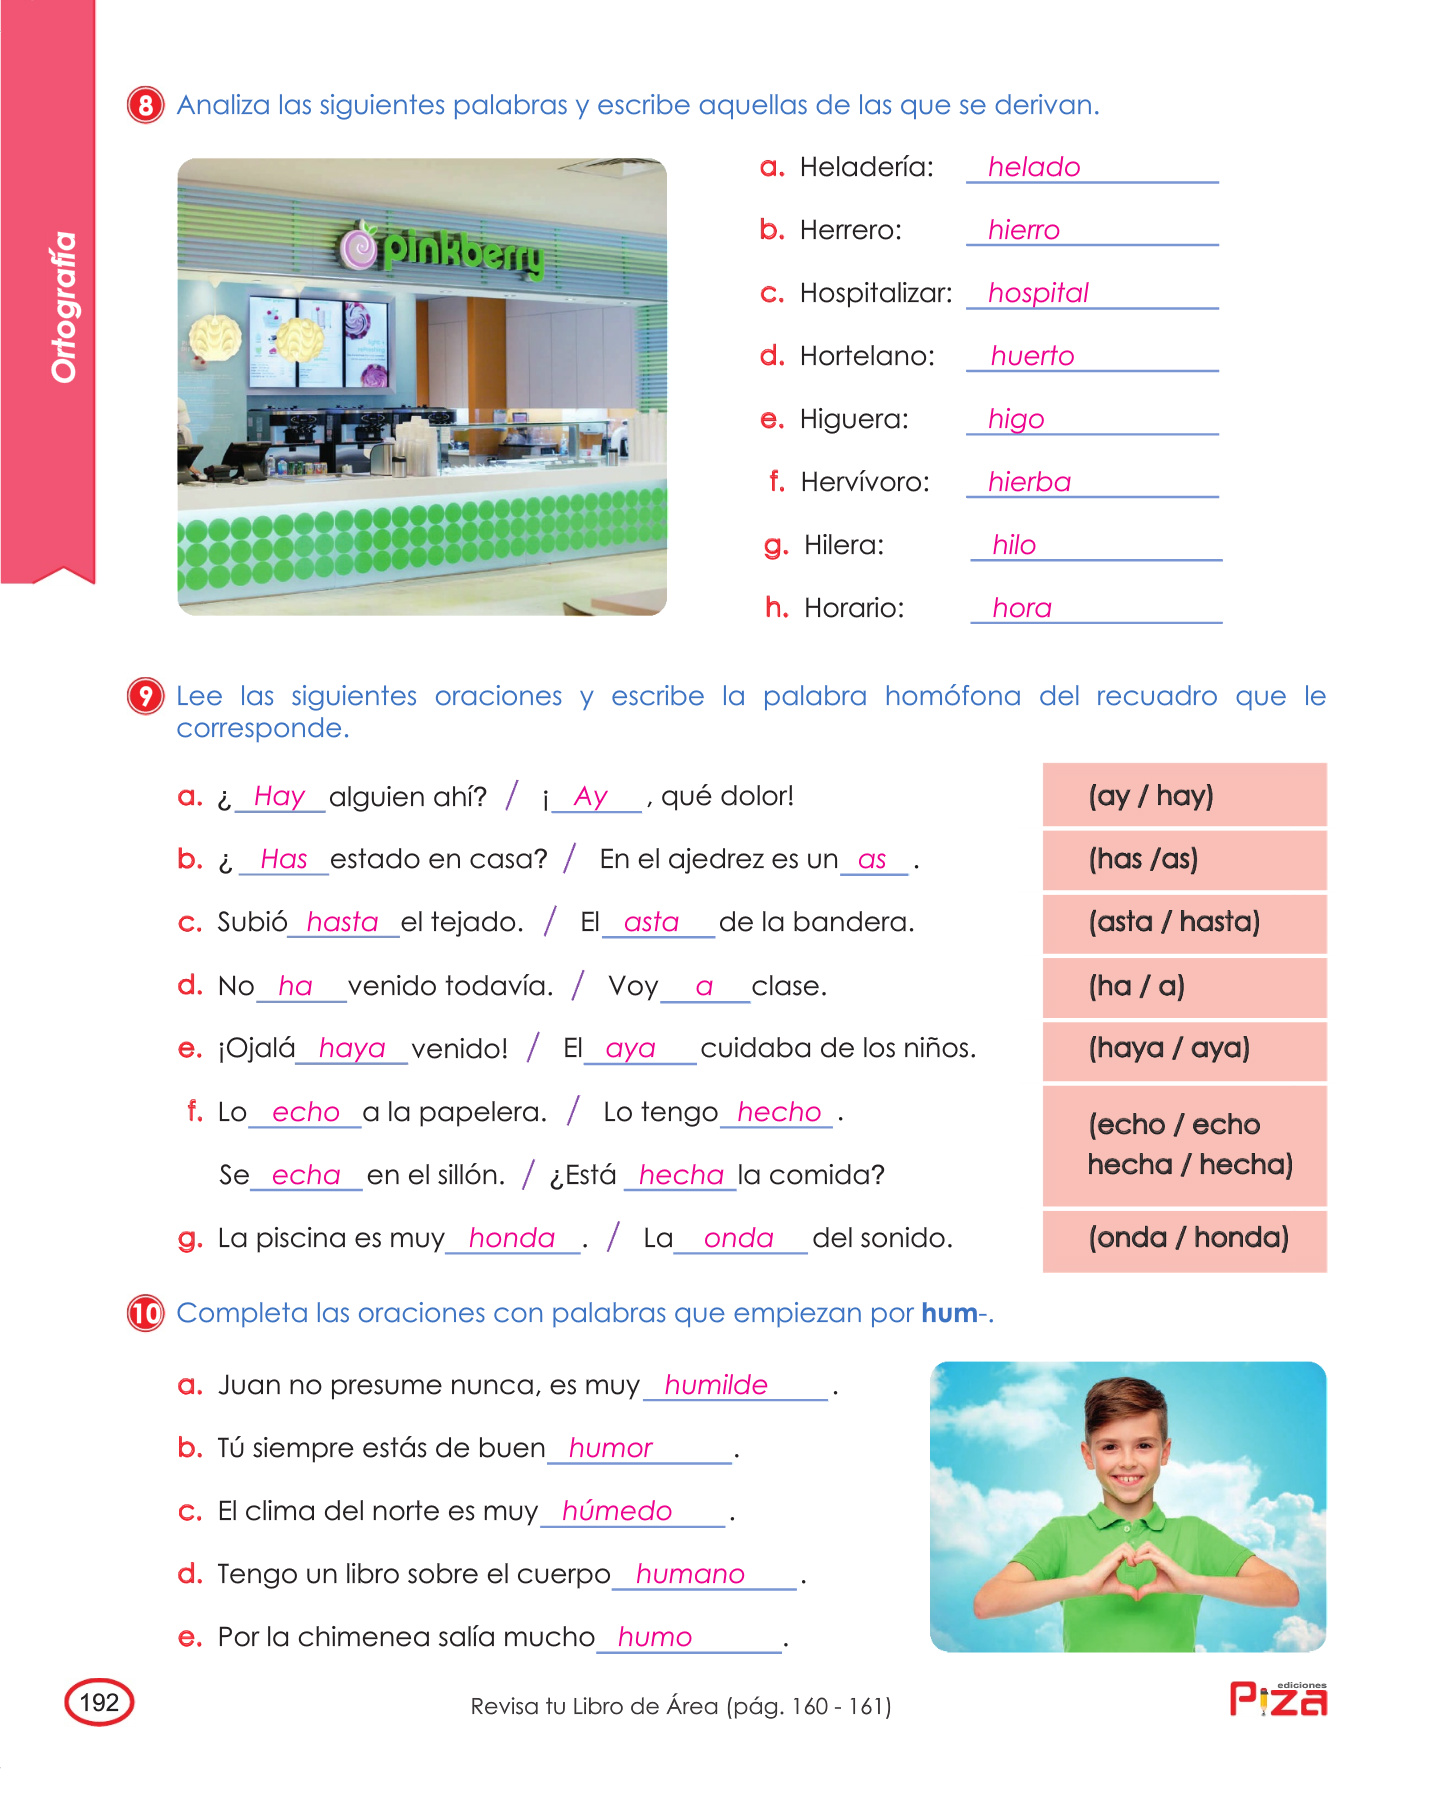 Ortografía
8 Analiza las siguientes palabras y escribe aquellas de las que se derivan.
pinkberry
a. Heladería: helado
b. Herrero: hierro
c. Hospitalizar: hospital
d. Hortelano: huerto
e. Higuera: higo
f. Hervívoro: hierba
g. Hilera: hilo
h. Horario: hora
9 Lee las siguientes oraciones y escribe la palabra homófona del recuadro que le
corresponde.
a. ¿ Hay alguien ahí? / ¡ Ay , qué dolor! (ay / hay)
b. ¿ Has estado en casa? / En el ajedrez es un as . (has /as)
c. Subió hasta el tejado. / El asta de la bandera. (asta / hasta)
d. No ha venido todavía. / Voy a clase. (ha / a)
e. ¡Ojalá haya venido! / El aya cuidaba de los niños. (haya / aya)
f. Lo echo a la papelera. / Lo tengo hecho . (echo / echo
Se echa en el sillón. / ¿Está hecha la comida? hecha / hecha)
g. La piscina es muy honda . / La onda del sonido. (onda / honda)
10 Completa las oraciones con palabras que empiezan por hum-.
a. Juan no presume nunca, es muy humilde .
b. Tú siempre estás de buen humor .
c. El clima del norte es muy húmedo .
d. Tengo un libro sobre el cuerpo humano .
e. Por la chimenea salía mucho humo .
192
Revisa tu Libro de Área (pág. 160 - 161)
ediciones
Piza